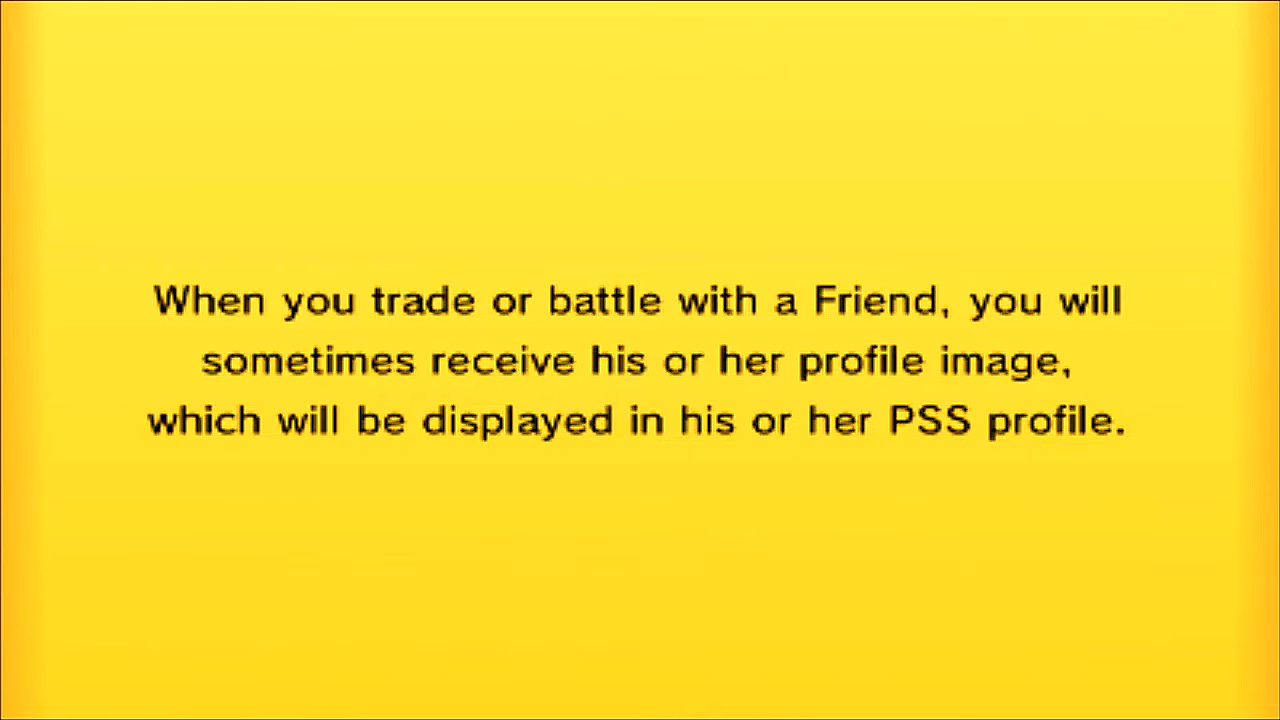 When you trade or battle with a Friend, you will
sometimes receive his or her profile image,
which will be displayed in his or her PSS profile.